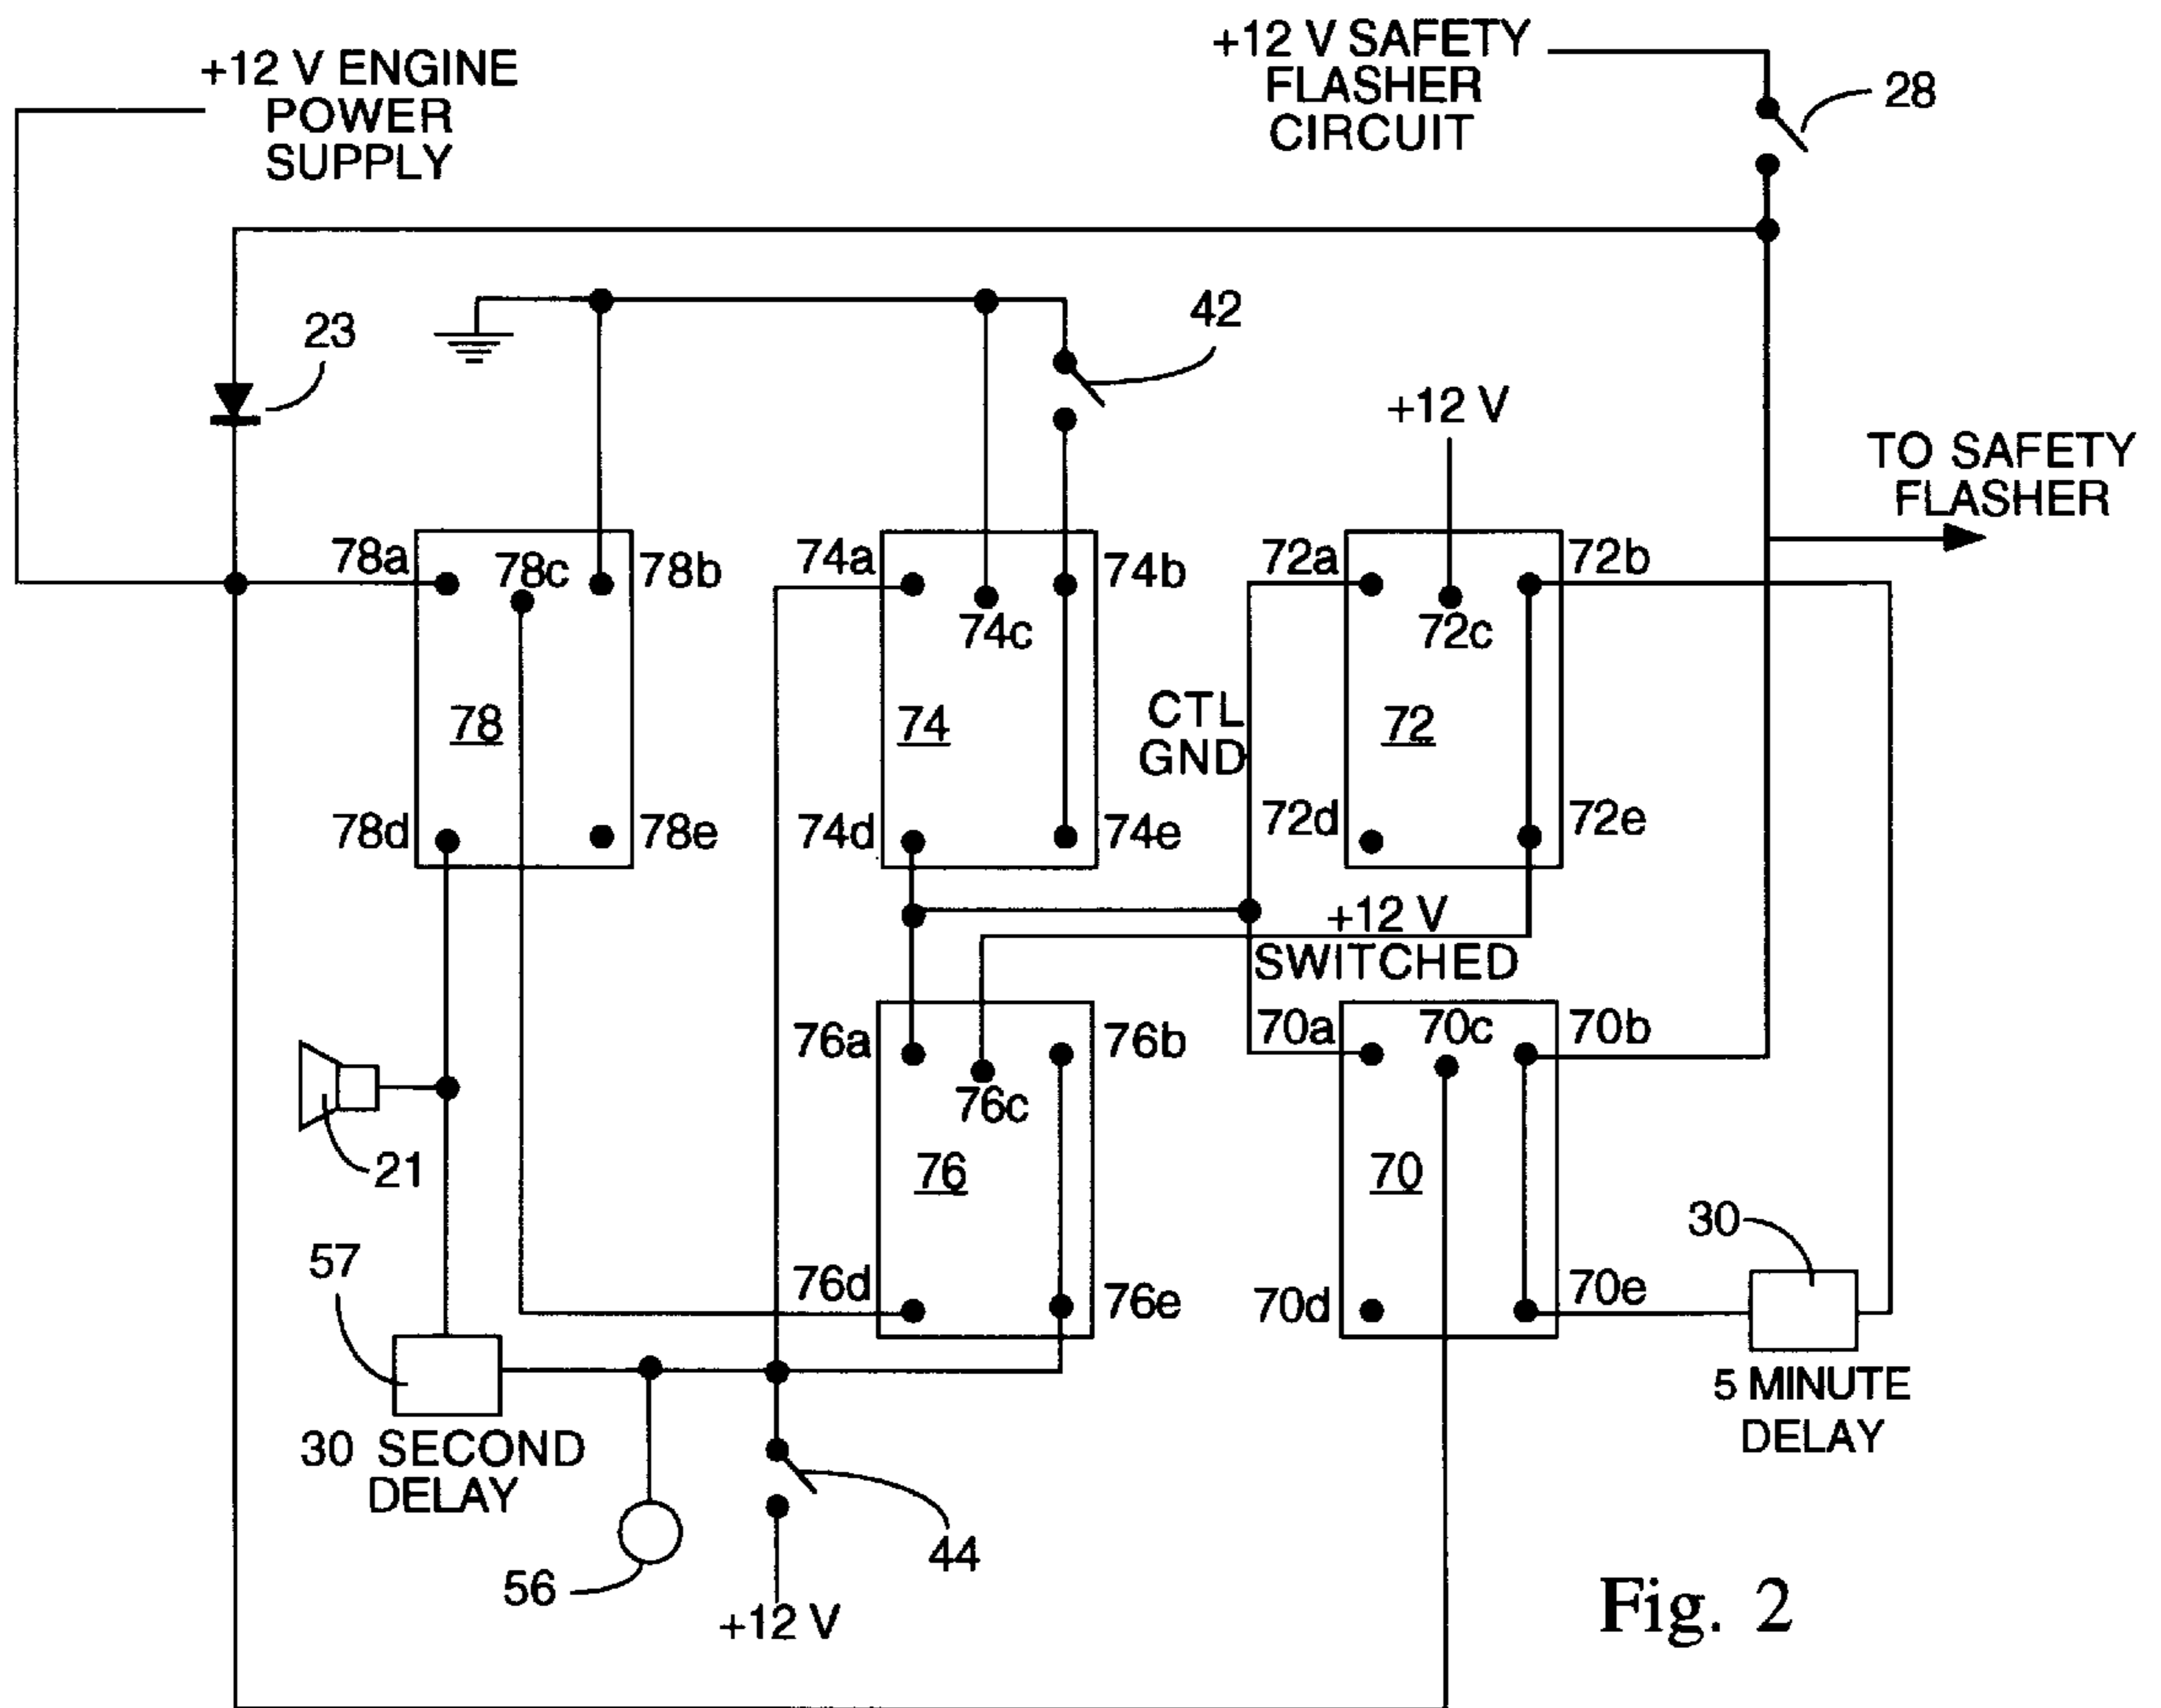 +12 V SAFETY
FLASHER
CIRCUIT
28
+12 V ENGINE
POWER
SUPPLY
23
42
+12 V
TO SAFETY
FLASHER
78a
78c
78b
74a
74b
72a
72b
74c
72c
78
74
CTL
GND
72
78d
78e
74d
74e
72d
72e
+12 V
SWITCHED
76a
76b
70a
70c
70b
76c
21
76
70
30
57
76d
76e
70d
70e
5 MINUTE
DELAY
30 SECOND
DELAY
44
56
+12 V
Fig. 2